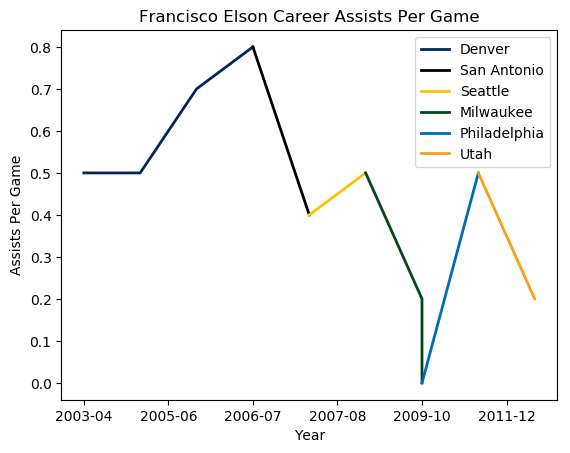 Francisco Elson Career Assists Per Game
Denver
San Antonio
Seattle
Milwaukee
Philadelphia
Utah
0.8
0.7
0.6
0.5
0.4
0.3
0.2
0.1
0.0
Assists Per Game
2003-04 2005-06 2006-07 2007-08 2009-10 2011-12
Year